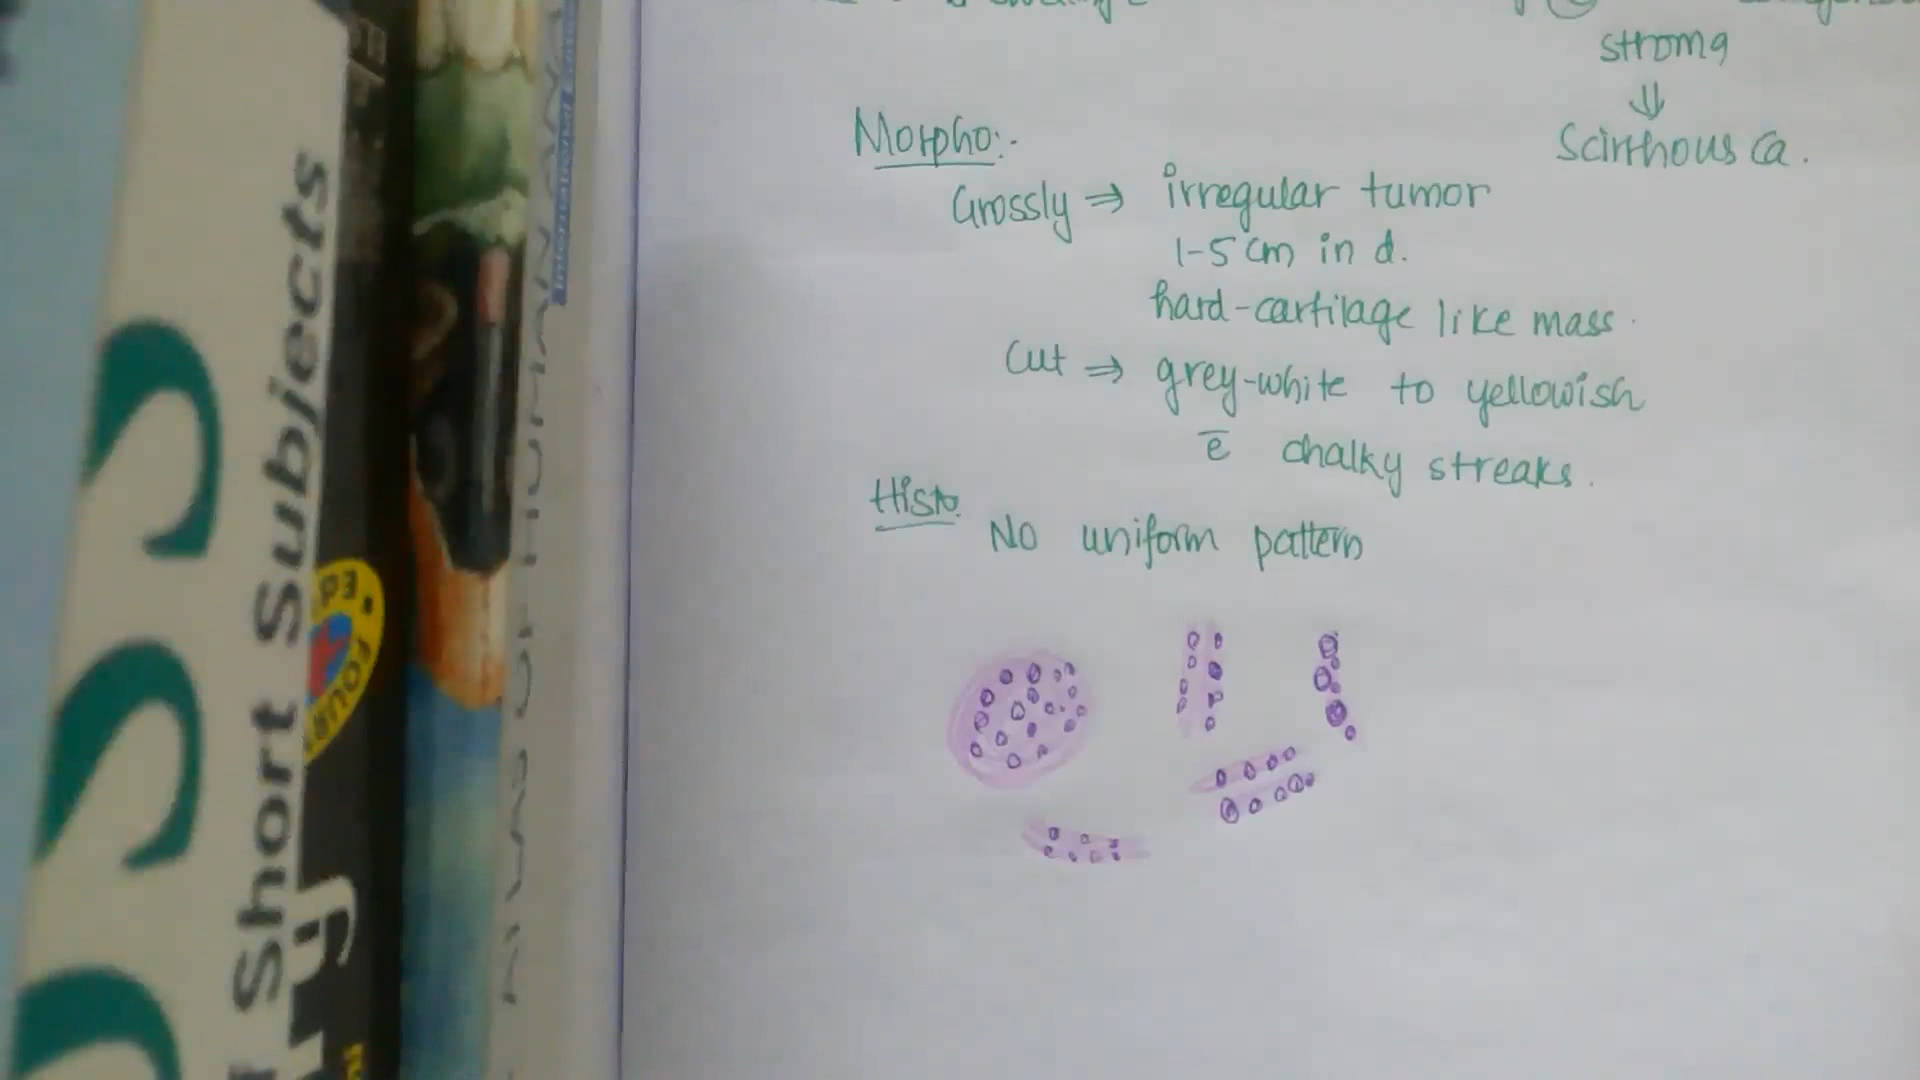 stroma
⇓
Scirrhous Ca.
Morpho:-
Grossly ⇒ irregular tumor
1-5 cm in d.
hard-cartilage like mass.
Cut ⇒ grey-white to yellowish
c̄ chalky streaks.
Histo.
No uniform pattern
Short Subjects